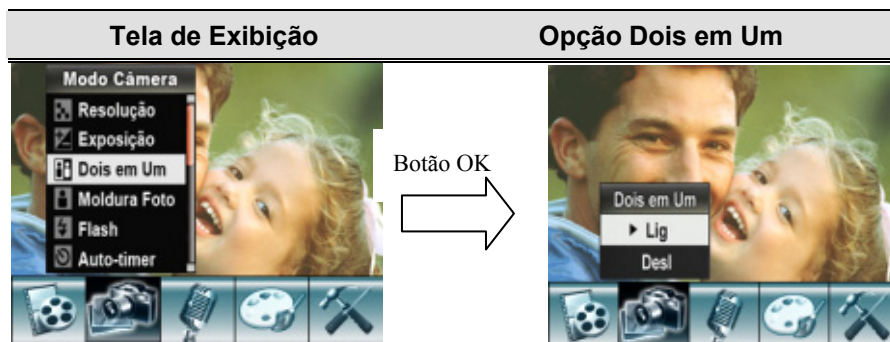 Tela de Exibição
Opção Dois em Um
Modo Câmera
Resolução
Exposição
Dois em Um
Moldura Foto
Flash
Auto-timer
Botão OK
Dois em Um
Lig
Desl